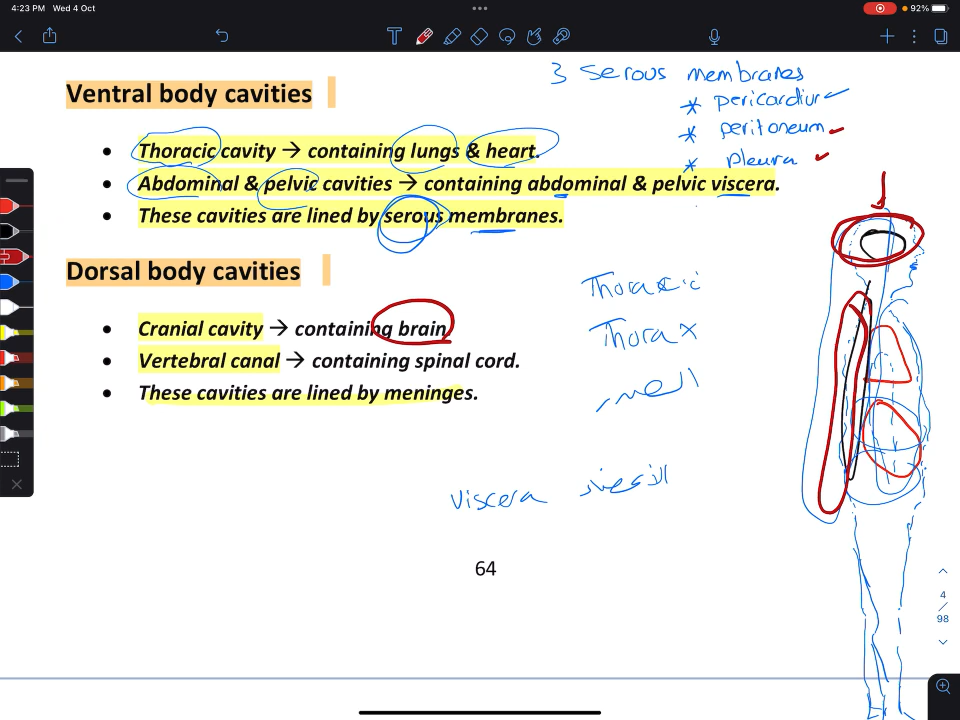 4:23 PM Wed 4 Oct
92%
3 Serous membranes
* pericardium
* peritoneum
* pleura
Ventral body cavities
• Thoracic cavity → containing lungs & heart.
• Abdominal & pelvic cavities → containing abdominal & pelvic viscera.
• These cavities are lined by serous membranes.
Dorsal body cavities
• Cranial cavity → containing brain
• Vertebral canal → containing spinal cord.
• These cavities are lined by meninges.
Thoracic
Thorax
الصدر
viscera الأعضاء
64
4
/
98